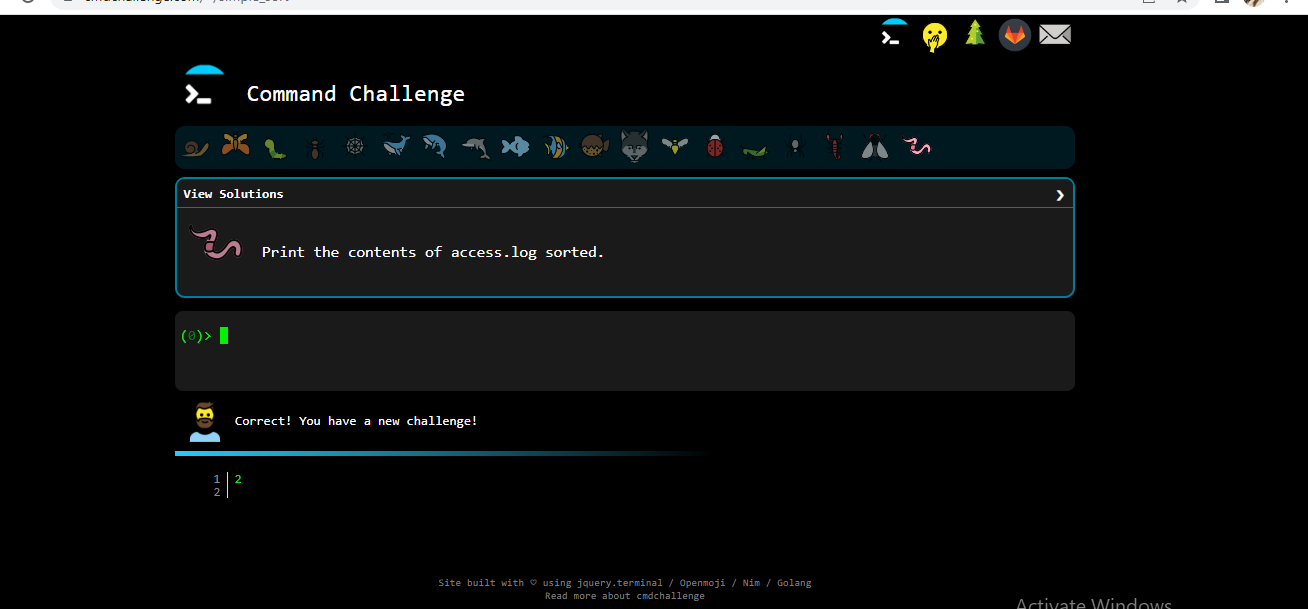 Command Challenge
View Solutions
Print the contents of access.log sorted.
(0)>
Correct! You have a new challenge!
1 2
2
Site built with ♡ using jquery.terminal / Openmoji / Nim / Golang
Read more about cmdchallenge
Activate Windows